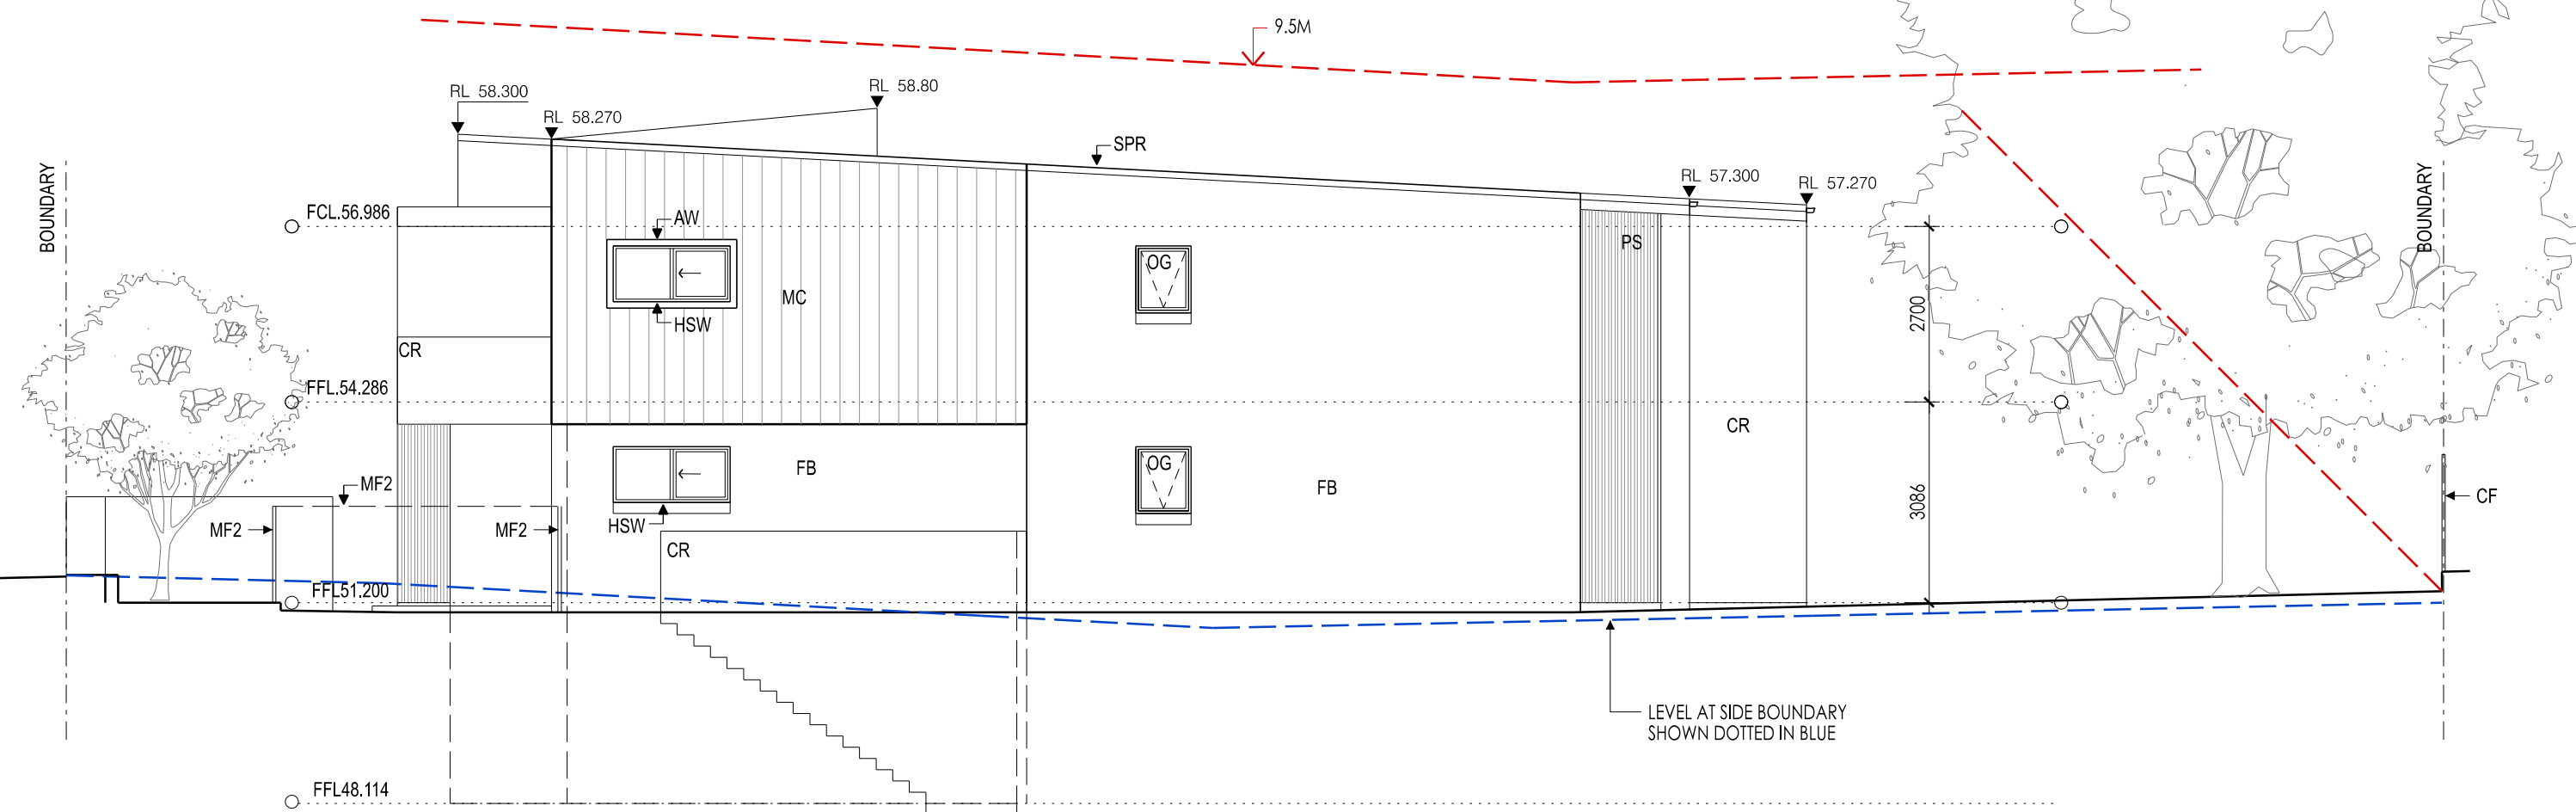 9.5M
RL 58.300
RL 58.80
RL 58.270
SPR
BOUNDARY
BOUNDARY
RL 57.300
RL 57.270
FCL.56.986
AW
PS
OG
MC
HSW
2700
CR
FFL.54.286
CR
FB
OG
FB
MF2
3086
CF
MF2
MF2
HSW
CR
FFL51.200
LEVEL AT SIDE BOUNDARY
SHOWN DOTTED IN BLUE
FFL48.114